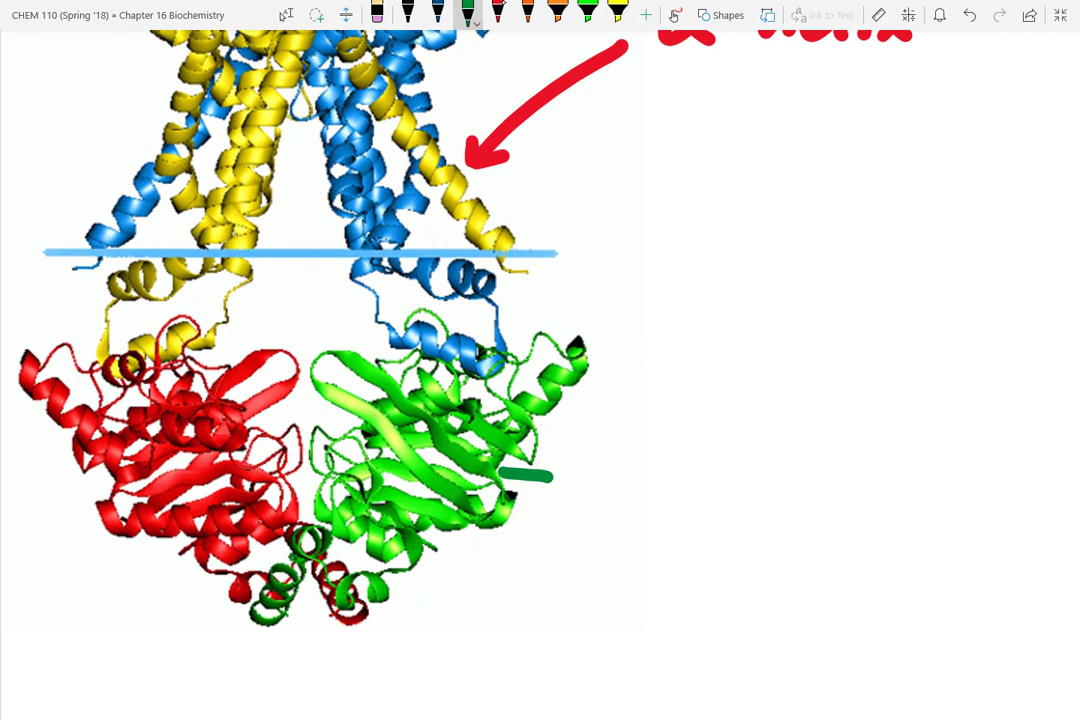 CHEM 110 (Spring '18) » Chapter 16 Biochemistry
Shapes
Ink to Text